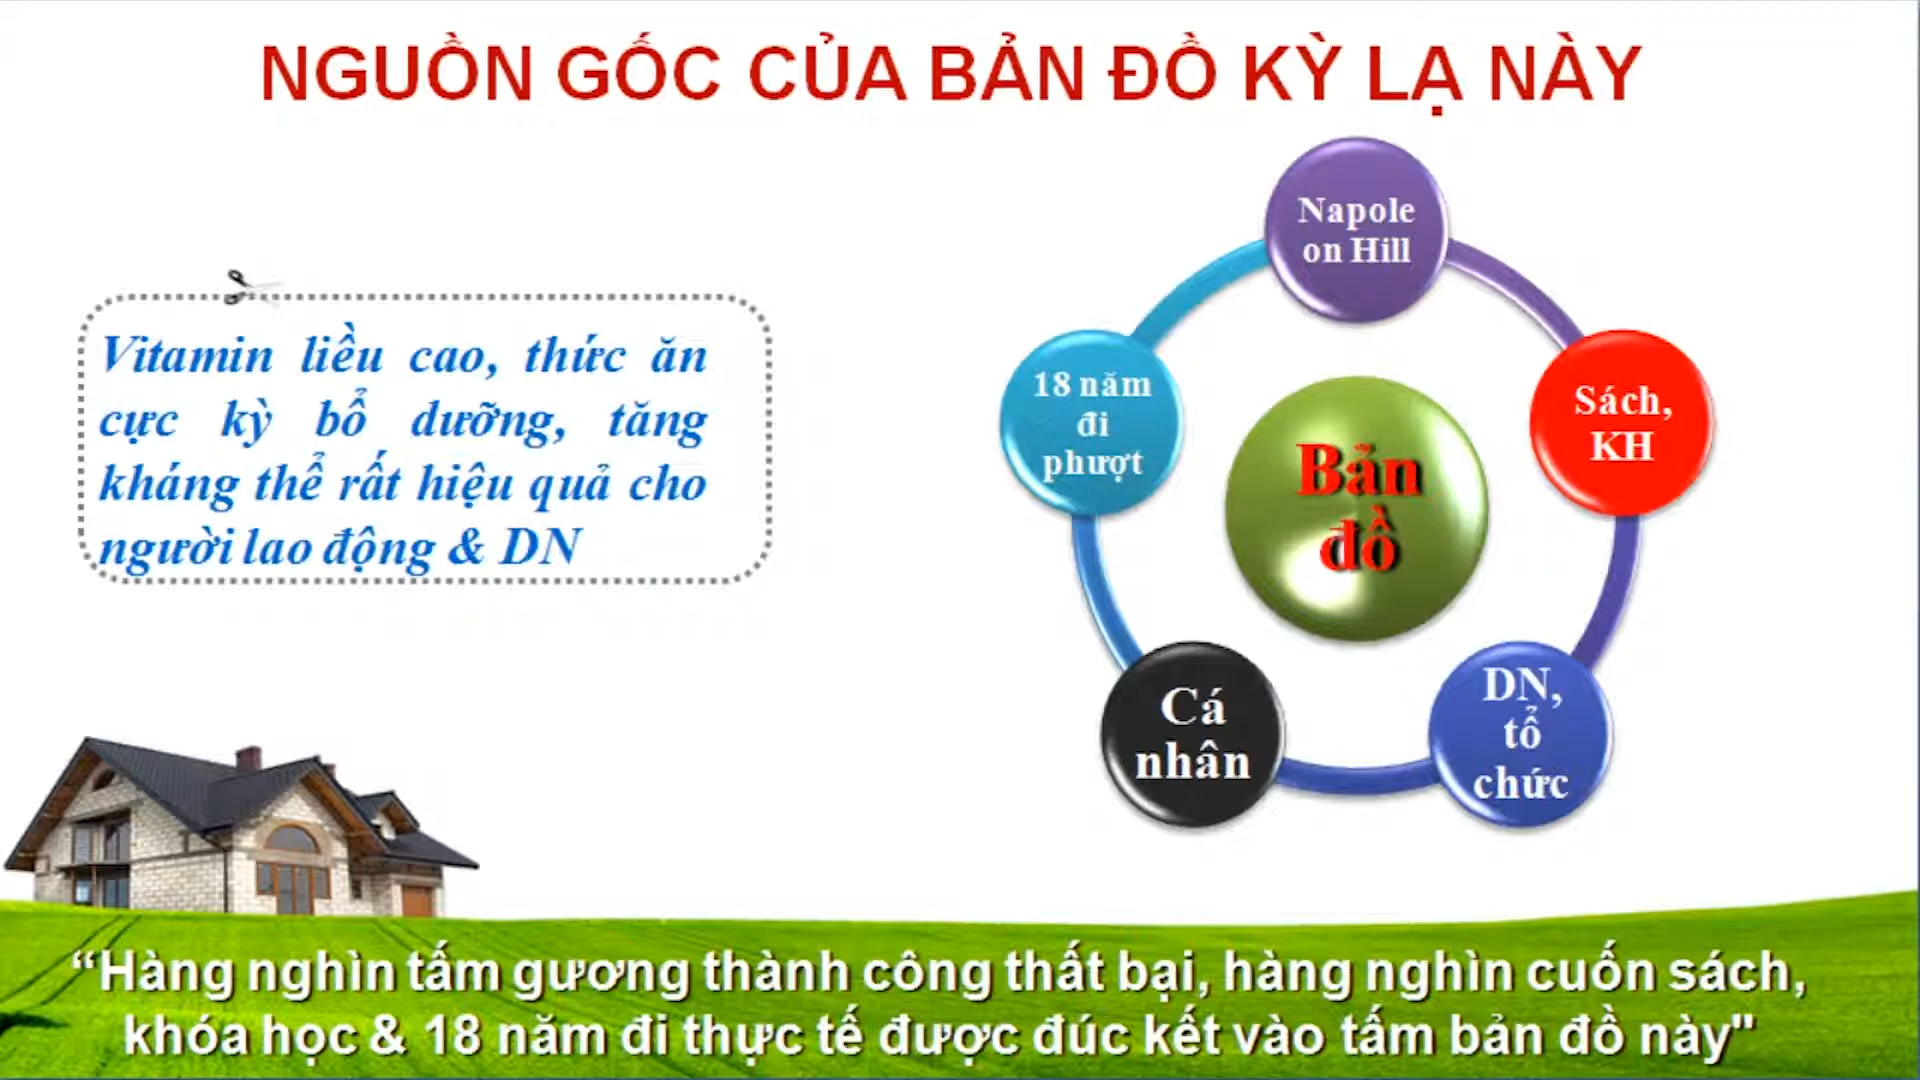 NGUỒN GỐC CỦA BẢN ĐỒ KỲ LẠ NÀY
Vitamin liều cao, thức ăn
cực kỳ bổ dưỡng, tăng
kháng thể rất hiệu quả cho
người lao động & DN
Napole
on Hill
Sách,
KH
DN,
tổ
chức
Cá
nhân
18 năm
đi
phượt
Bản
đồ
“Hàng nghìn tấm gương thành công thất bại, hàng nghìn cuốn sách,
khóa học & 18 năm đi thực tế được đúc kết vào tấm bản đồ này"